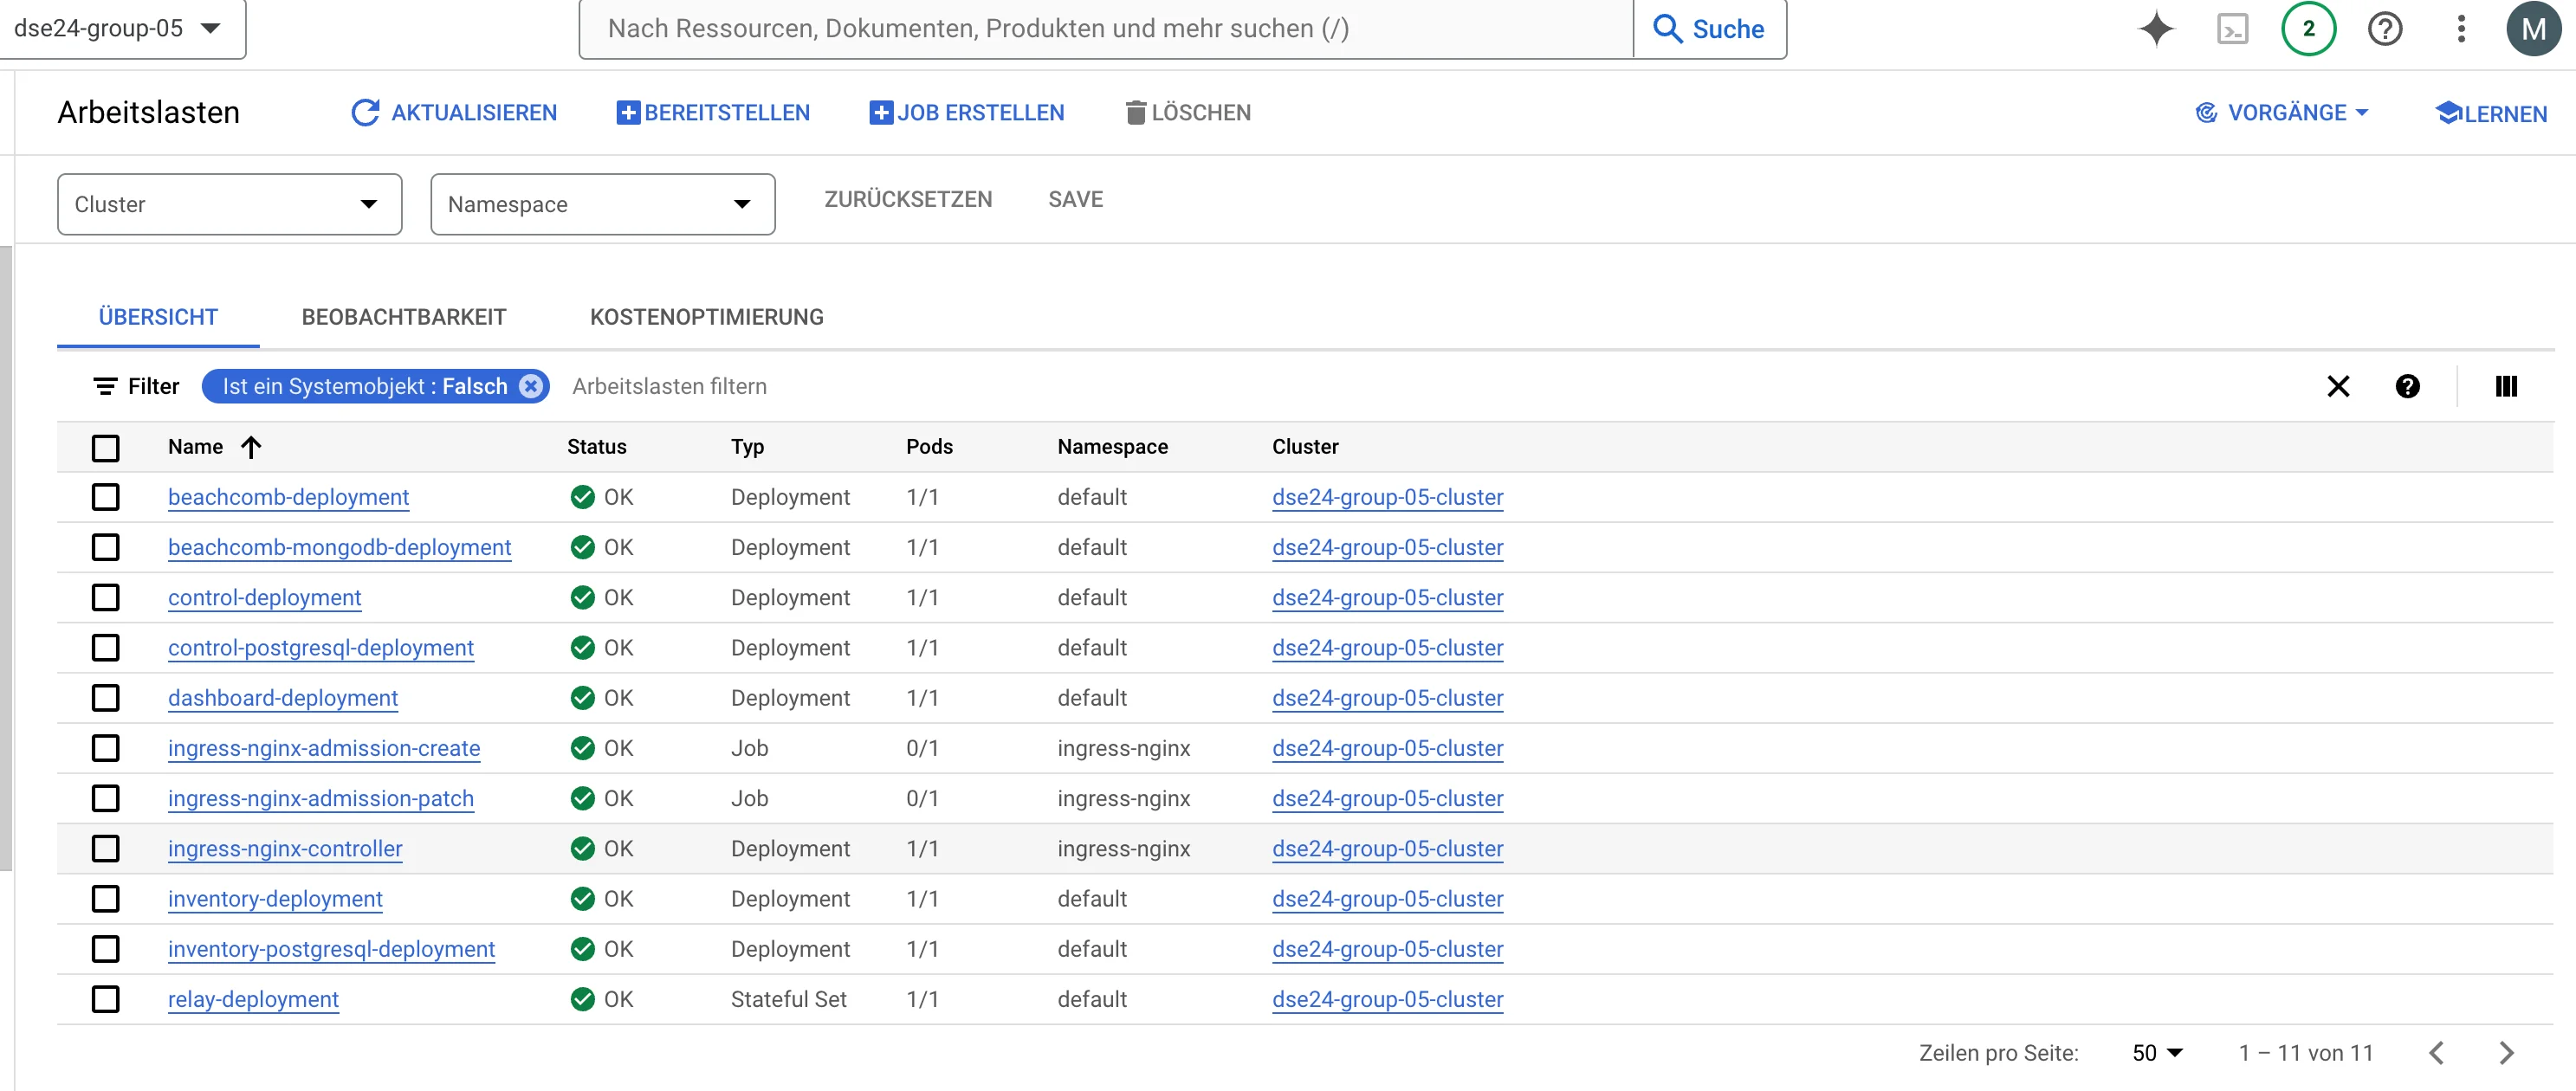 dse24-group-05
Nach Ressourcen, Dokumenten, Produkten und mehr suchen (/)
Suche
2
M
Arbeitslasten
AKTUALISIEREN
BEREITSTELLEN
JOB ERSTELLEN
LÖSCHEN
VORGÄNGE
LERNEN
Cluster
Namespace
ZURÜCKSETZEN
SAVE
ÜBERSICHT
BEOBACHTBARKEIT
KOSTENOPTIMIERUNG
Filter Ist ein Systemobjekt : Falsch Arbeitslasten filtern
Name Status Typ Pods Namespace Cluster
beachcomb-deployment OK Deployment 1/1 default dse24-group-05-cluster
beachcomb-mongodb-deployment OK Deployment 1/1 default dse24-group-05-cluster
control-deployment OK Deployment 1/1 default dse24-group-05-cluster
control-postgresql-deployment OK Deployment 1/1 default dse24-group-05-cluster
dashboard-deployment OK Deployment 1/1 default dse24-group-05-cluster
ingress-nginx-admission-create OK Job 0/1 ingress-nginx dse24-group-05-cluster
ingress-nginx-admission-patch OK Job 0/1 ingress-nginx dse24-group-05-cluster
ingress-nginx-controller OK Deployment 1/1 ingress-nginx dse24-group-05-cluster
inventory-deployment OK Deployment 1/1 default dse24-group-05-cluster
inventory-postgresql-deployment OK Deployment 1/1 default dse24-group-05-cluster
relay-deployment OK Stateful Set 1/1 default dse24-group-05-cluster
Zeilen pro Seite: 50 1 – 11 von 11